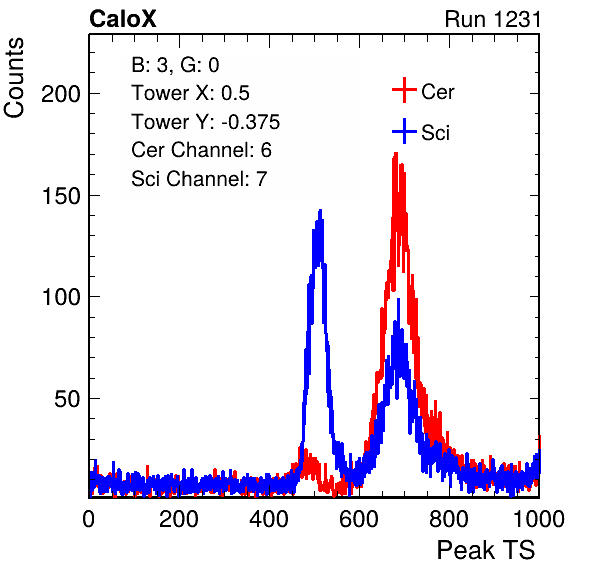 CaloX Run 1231
Counts
B: 3, G: 0
Tower X: 0.5
Tower Y: -0.375
Cer Channel: 6
Sci Channel: 7
Cer
Sci
200
150
100
50
0 200 400 600 800 1000
Peak TS